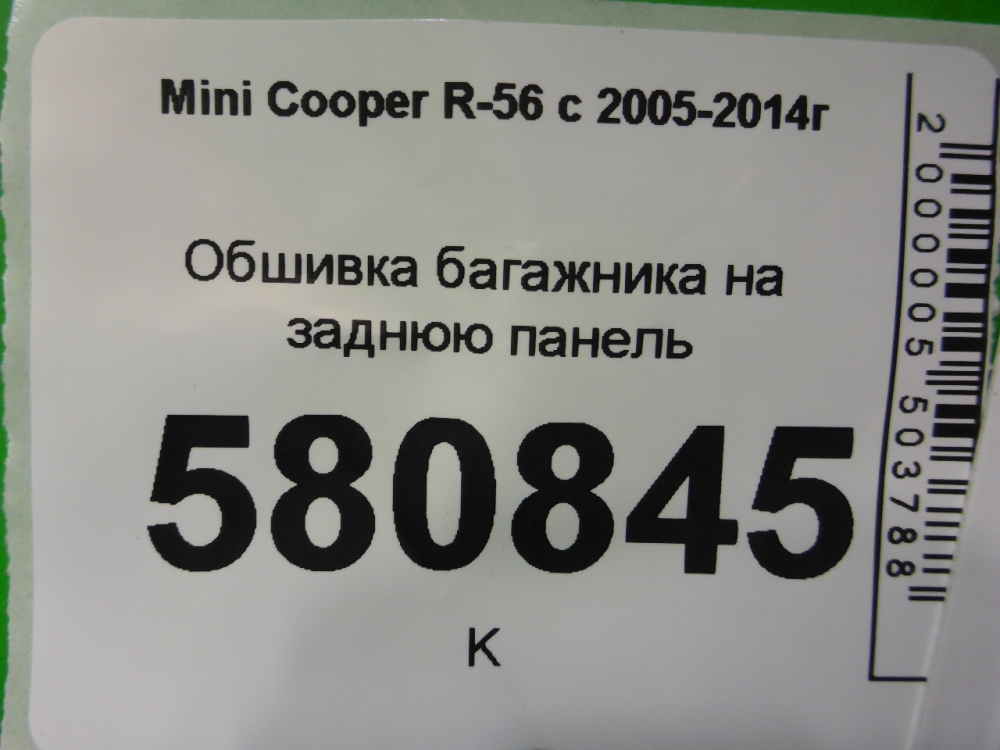 Mini Cooper R-56 с 2005-2014г
Обшивка багажника на
заднюю панель
580845
К
2000005503788